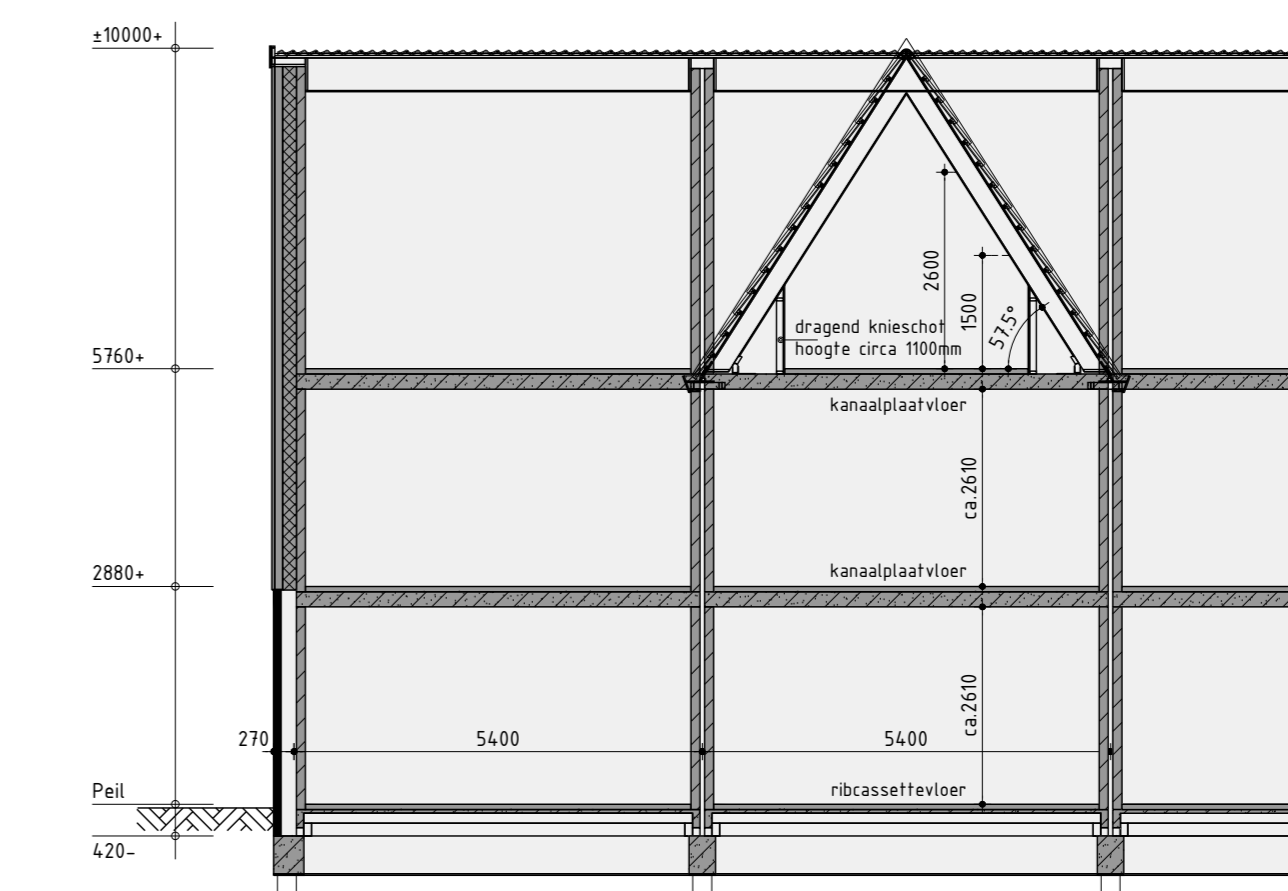 ±10000+
2600
1500
57.5°
dragend knieschot
hoogte circa 1100mm
5760+
kanaalplaatvloer
ca.2610
kanaalplaatvloer
2880+
ca.2610
270
5400
5400
Peil
ribcassettevloer
420-